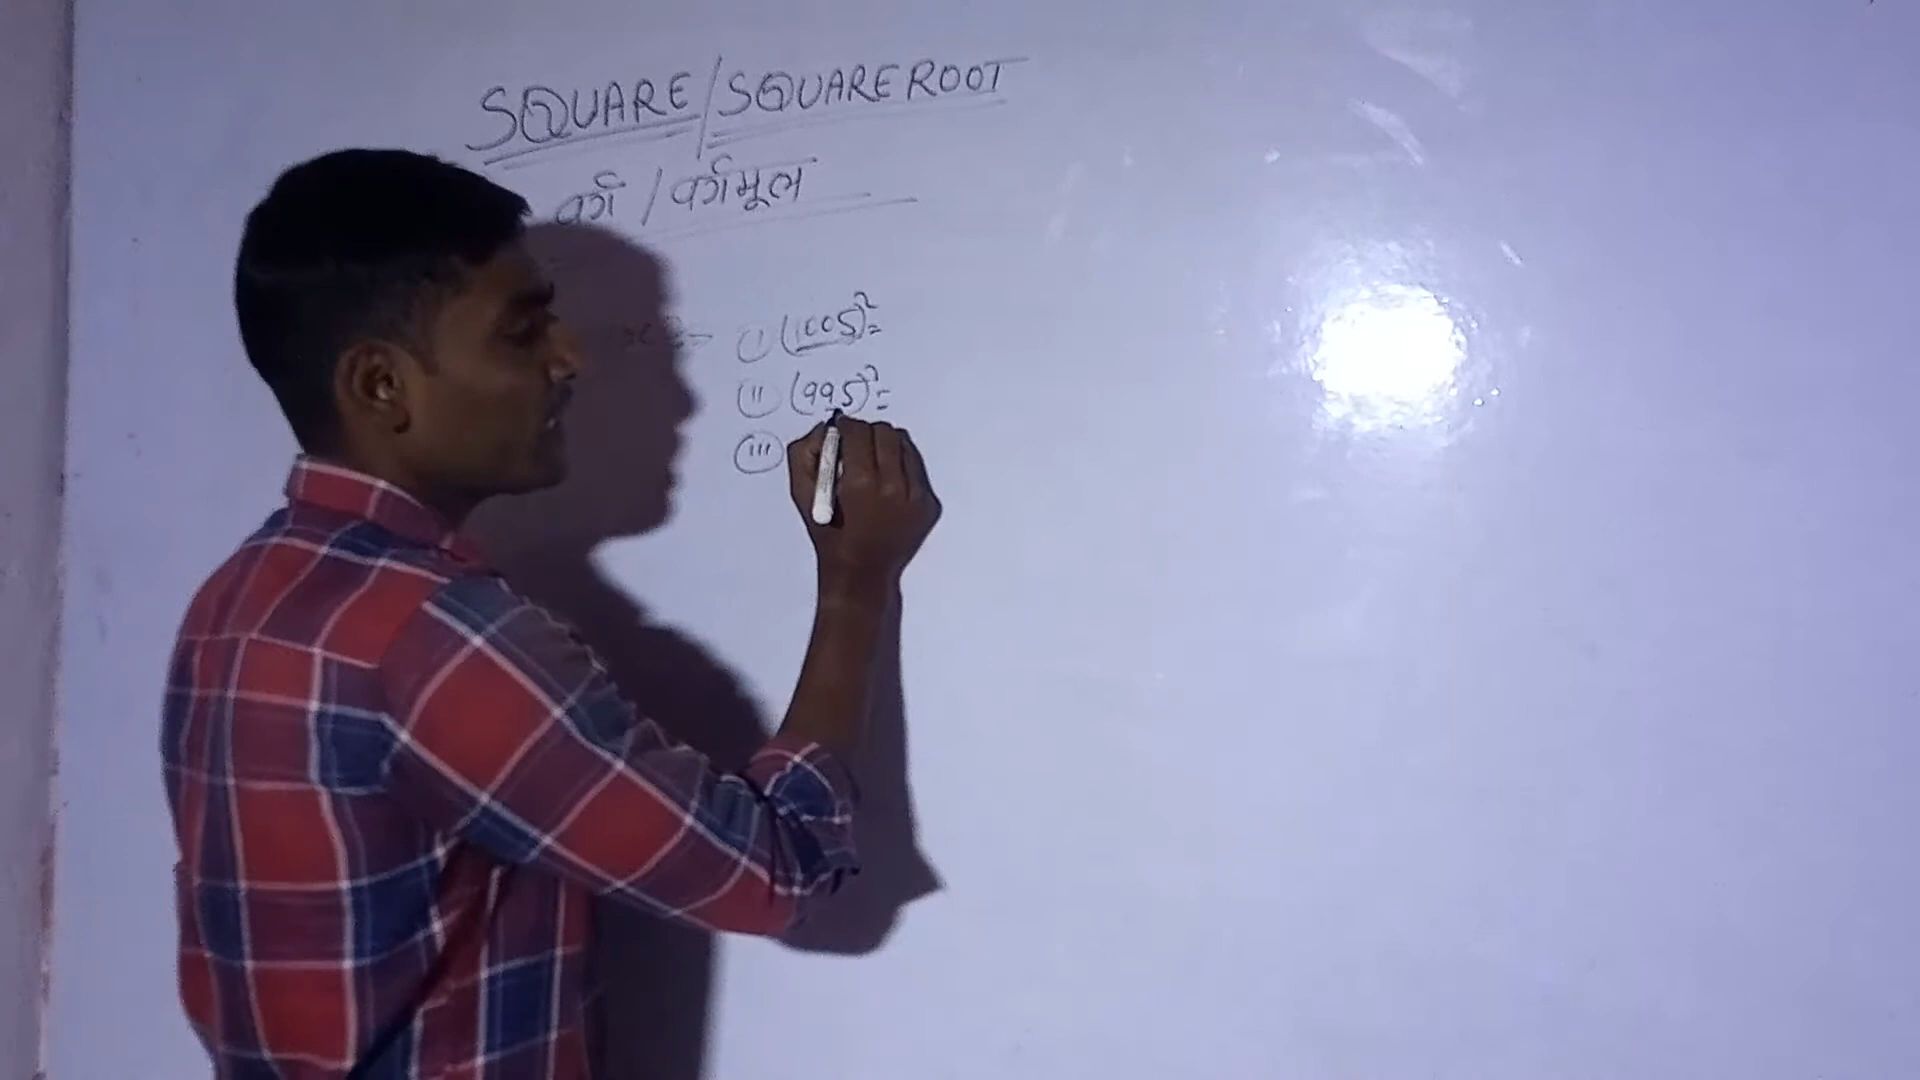 SQUARE/SQUARE ROOT
वर्ग / वर्गमूल
(i) (1005)²=
(ii) (995)²=
(iii)